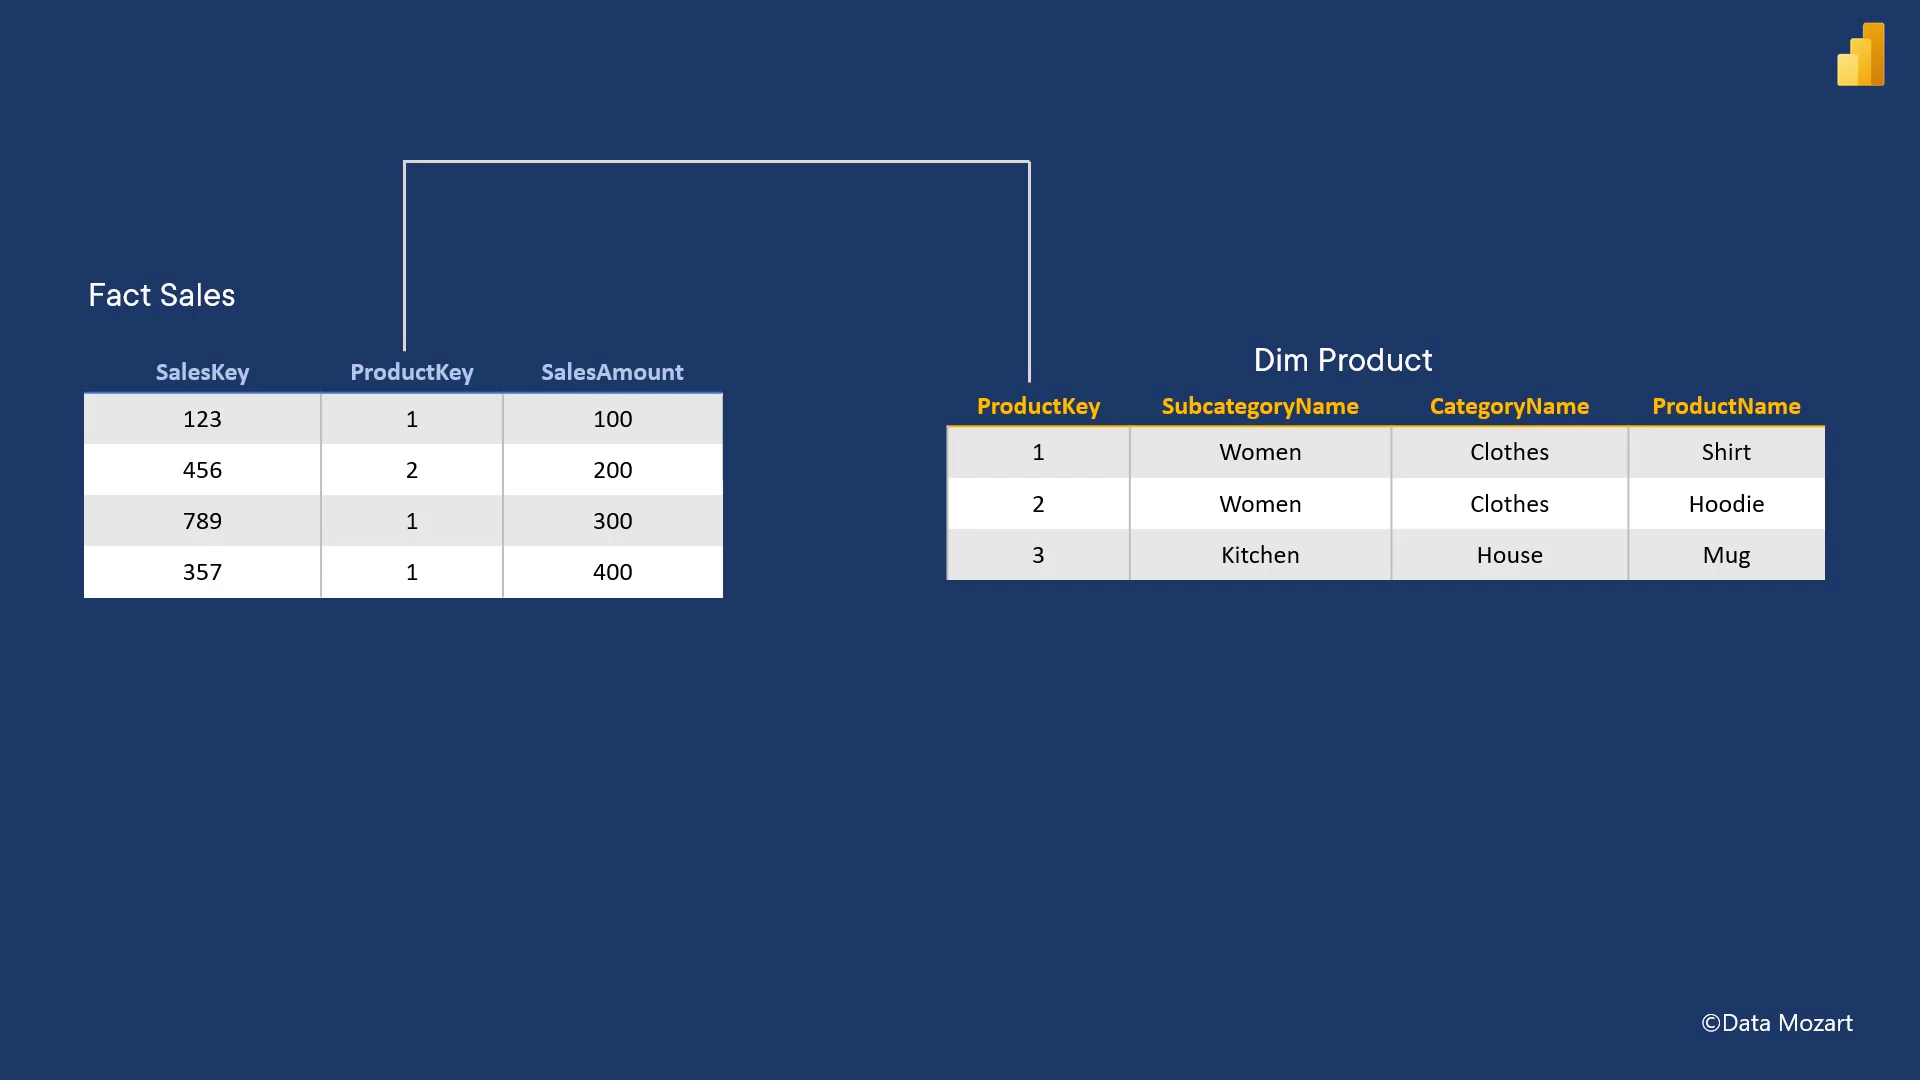 Fact Sales
SalesKey ProductKey SalesAmount
123 1 100
456 2 200
789 1 300
357 1 400
Dim Product
ProductKey SubcategoryName CategoryName ProductName
1 Women Clothes Shirt
2 Women Clothes Hoodie
3 Kitchen House Mug
©Data Mozart